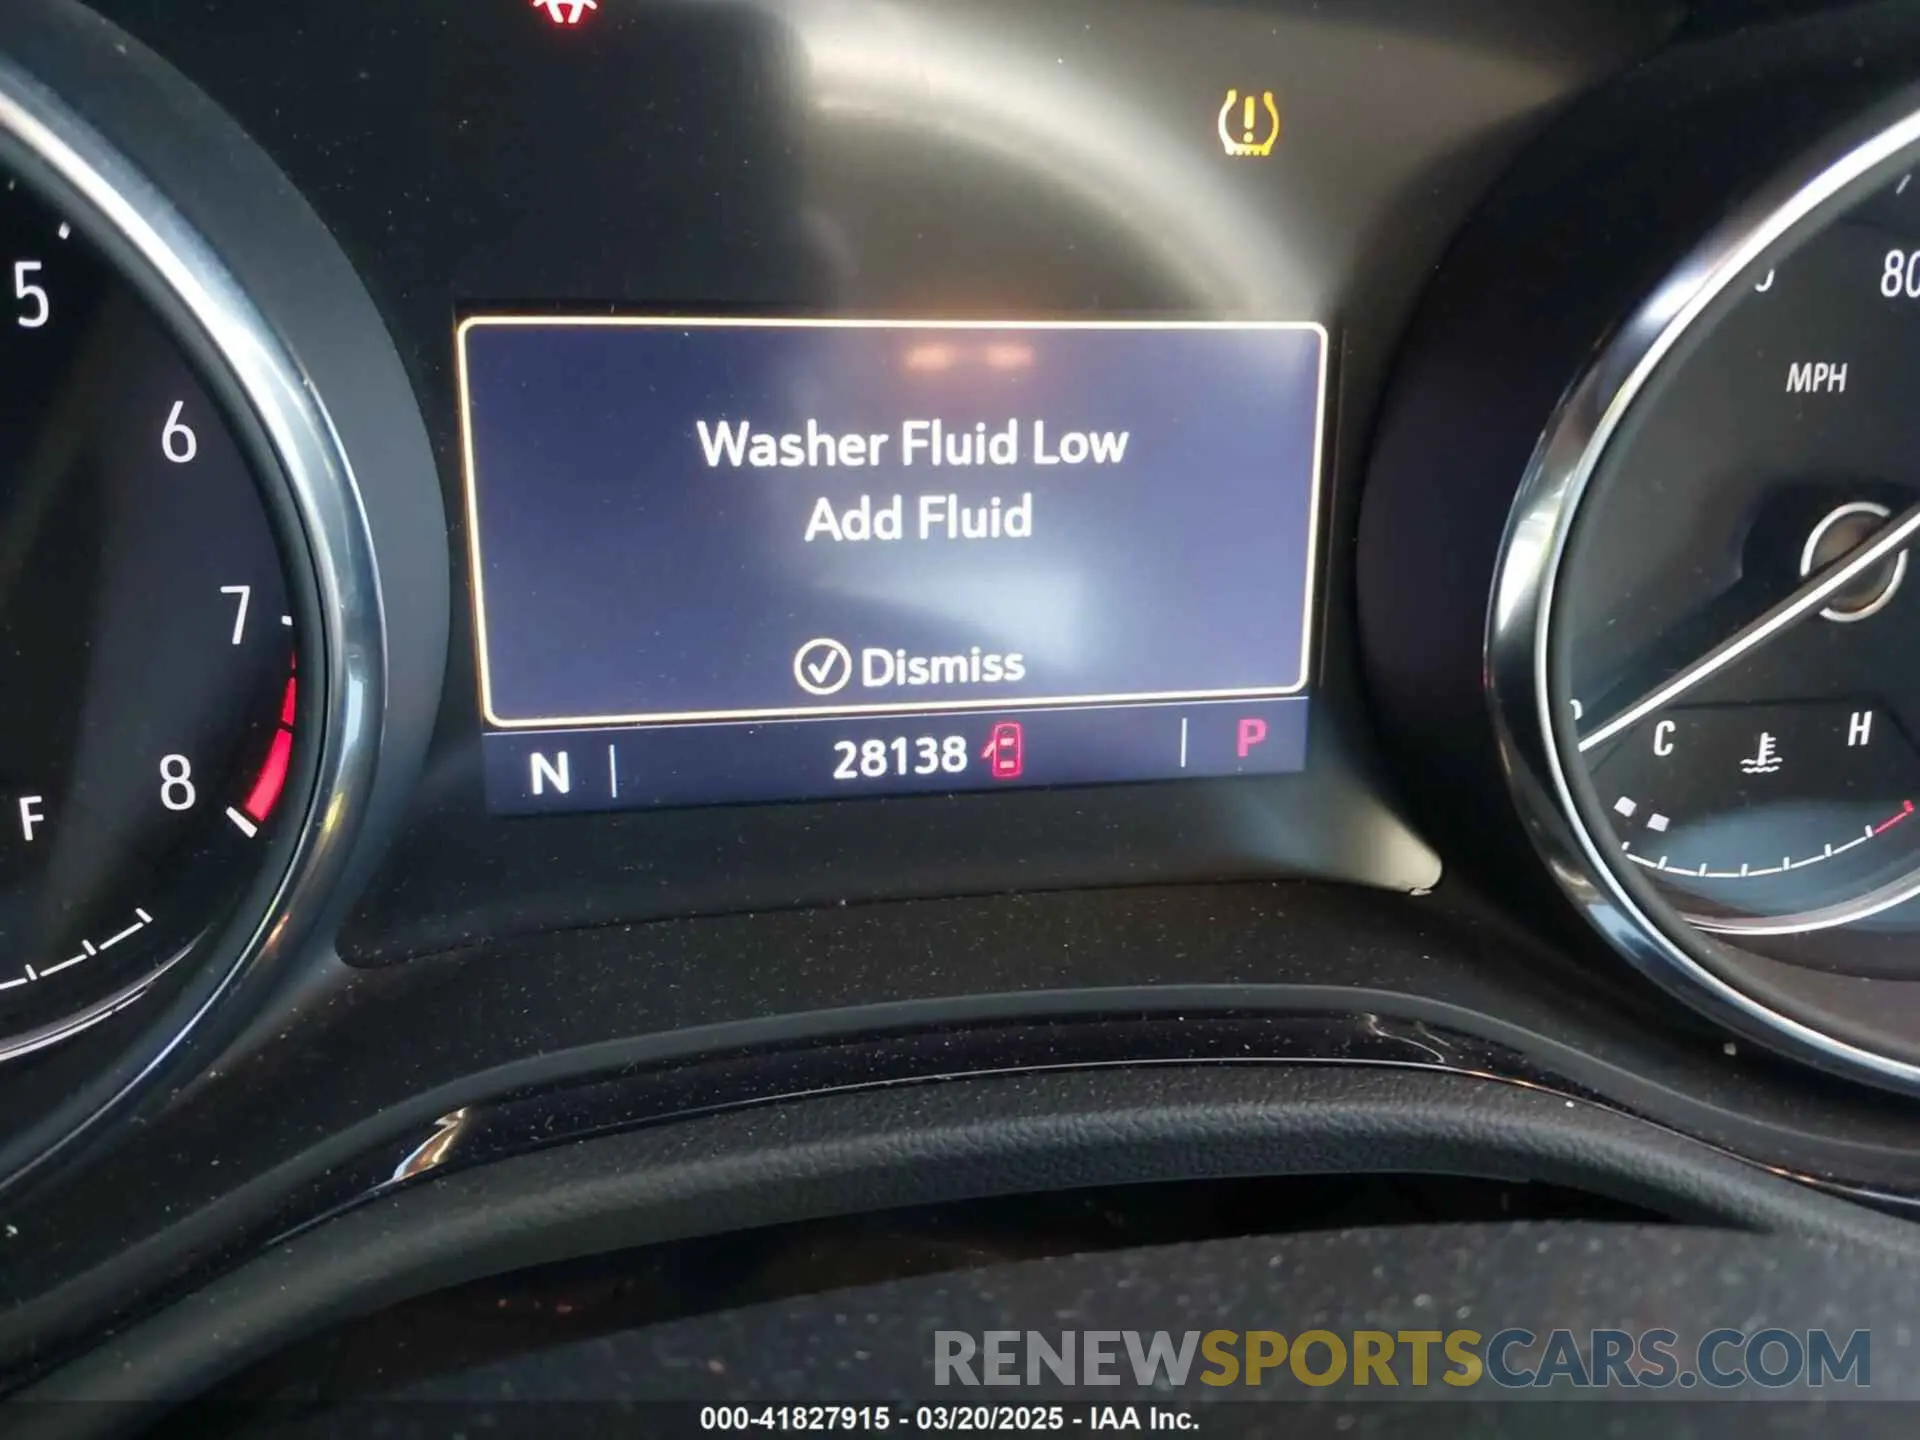 5
6
7
8
F
Washer Fluid Low
Add Fluid
Dismiss
N
28138
P
80
MPH
C
H
RENEWSPORTSCARS.COM
000-41827915 - 03/20/2025 - IAA Inc.